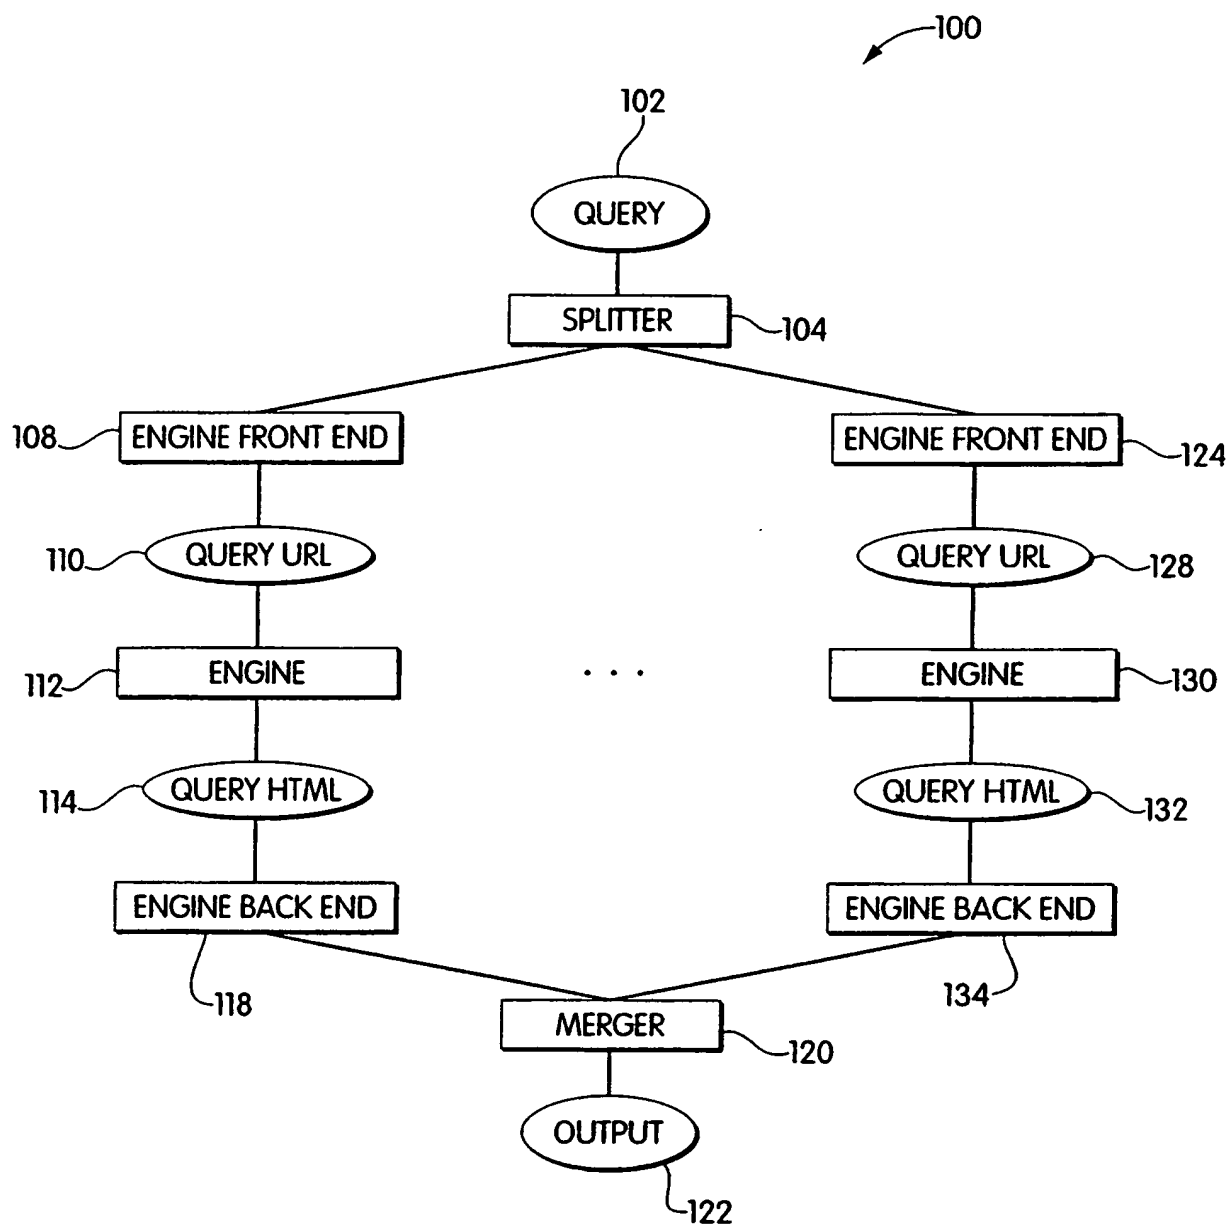 100
102
QUERY
SPLITTER
104
108
ENGINE FRONT END
ENGINE FRONT END
124
110
QUERY URL
QUERY URL
128
112
ENGINE
. . .
ENGINE
130
114
QUERY HTML
QUERY HTML
132
ENGINE BACK END
ENGINE BACK END
118
134
MERGER
120
OUTPUT
122